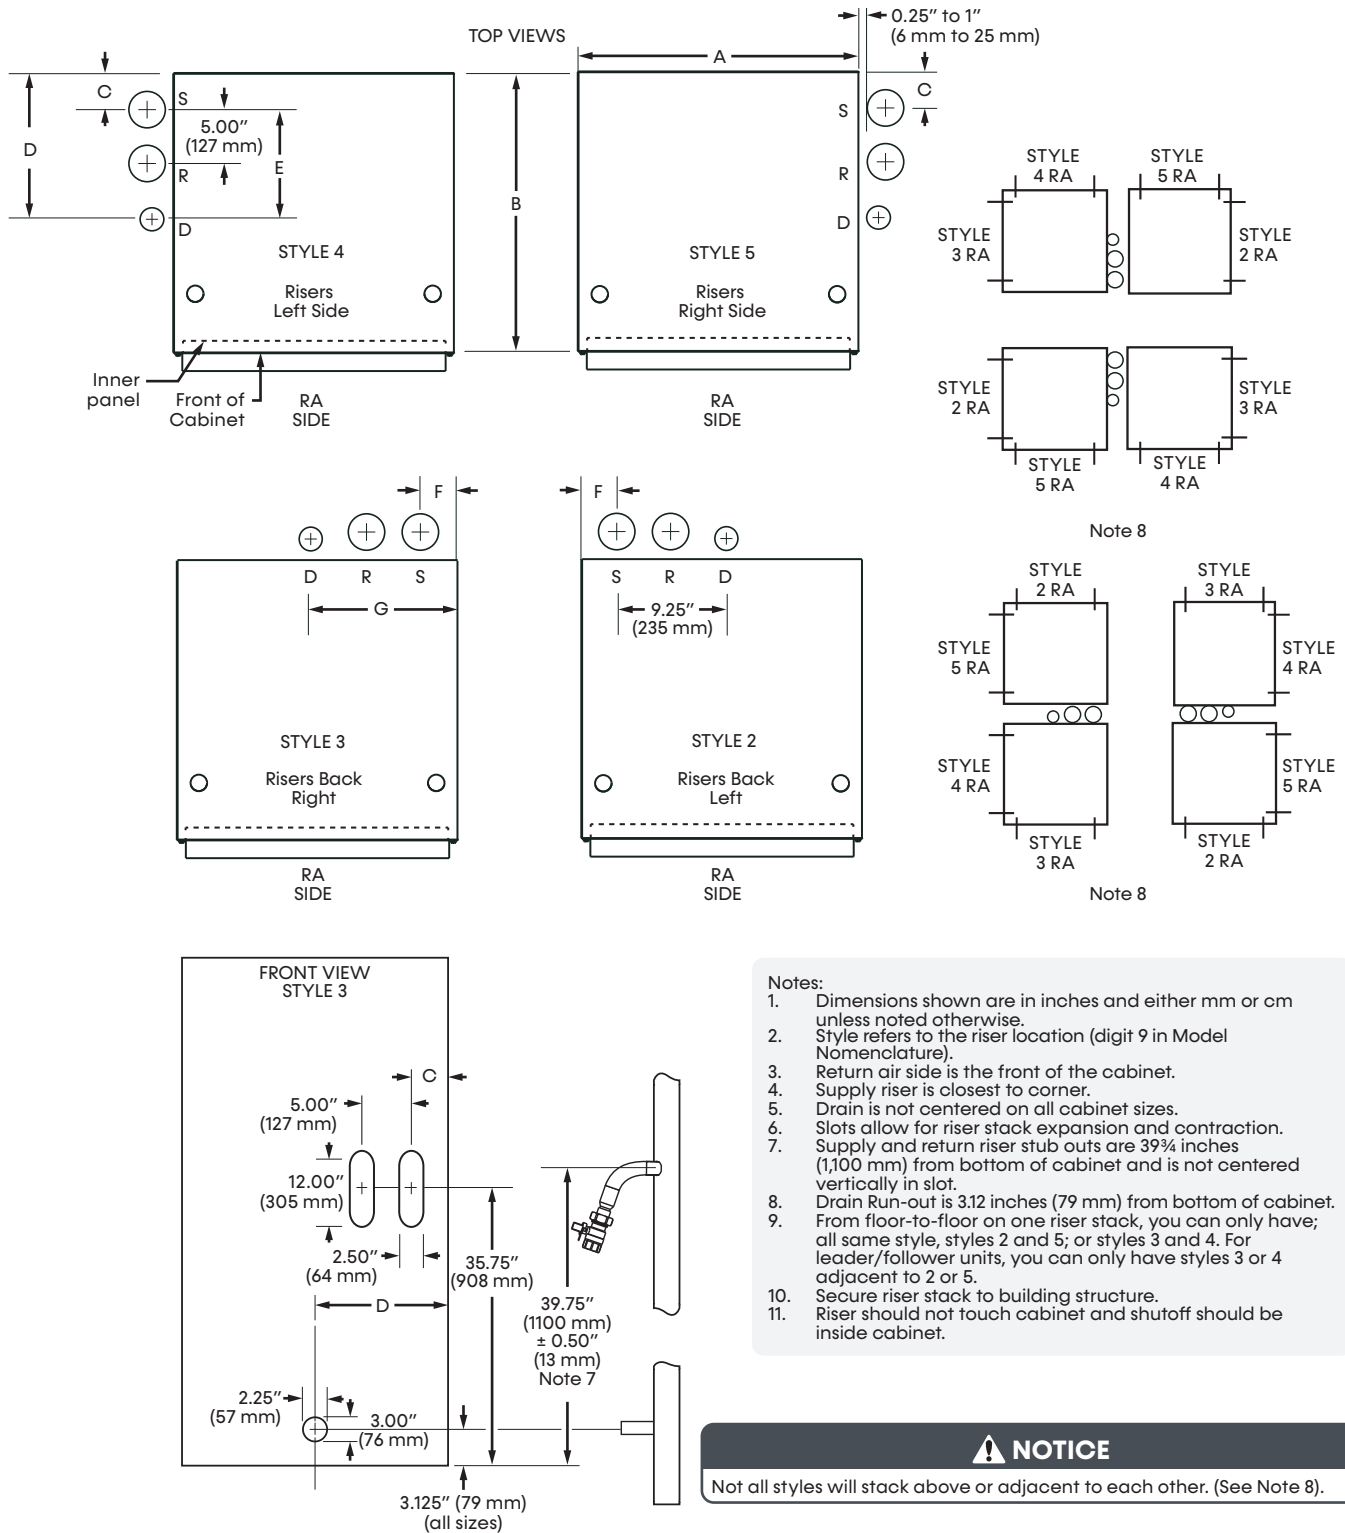 TOP VIEWS
0.25” to 1”
(6 mm to 25 mm)
A
C
S
5.00”
(127 mm)
D
R
E
D
B
STYLE 4
Risers
Left Side
Inner
panel
Front of
Cabinet
RA
SIDE
C
S
R
D
STYLE 5
Risers
Right Side
RA
SIDE
STYLE
4 RA
STYLE
5 RA
STYLE
3 RA
STYLE
2 RA
STYLE
2 RA
STYLE
3 RA
STYLE
5 RA
STYLE
4 RA
Note 8
F
D
R
S
G
STYLE 3
Risers Back
Right
RA
SIDE
F
S
R
D
9.25”
(235 mm)
STYLE 2
Risers Back
Left
RA
SIDE
STYLE
2 RA
STYLE
3 RA
STYLE
5 RA
STYLE
4 RA
STYLE
4 RA
STYLE
5 RA
STYLE
3 RA
STYLE
2 RA
Note 8
FRONT VIEW
STYLE 3
C
5.00”
(127 mm)
12.00”
(305 mm)
2.50”
(64 mm)
35.75”
(908 mm)
D
39.75”
(1100 mm)
± 0.50”
(13 mm)
Note 7
2.25”
(57 mm)
3.00”
(76 mm)
3.125” (79 mm)
(all sizes)
Notes:
1. Dimensions shown are in inches and either mm or cm
unless noted otherwise.
2. Style refers to the riser location (digit 9 in Model
Nomenclature).
3. Return air side is the front of the cabinet.
4. Supply riser is closest to corner.
5. Drain is not centered on all cabinet sizes.
6. Slots allow for riser stack expansion and contraction.
7. Supply and return riser stub outs are 39¾ inches
(1,100 mm) from bottom of cabinet and is not centered
vertically in slot.
8. Drain Run-out is 3.12 inches (79 mm) from bottom of cabinet.
9. From floor-to-floor on one riser stack, you can only have;
all same style, styles 2 and 5; or styles 3 and 4. For
leader/follower units, you can only have styles 3 or 4
adjacent to 2 or 5.
10. Secure riser stack to building structure.
11. Riser should not touch cabinet and shutoff should be
inside cabinet.
NOTICE
Not all styles will stack above or adjacent to each other. (See Note 8).